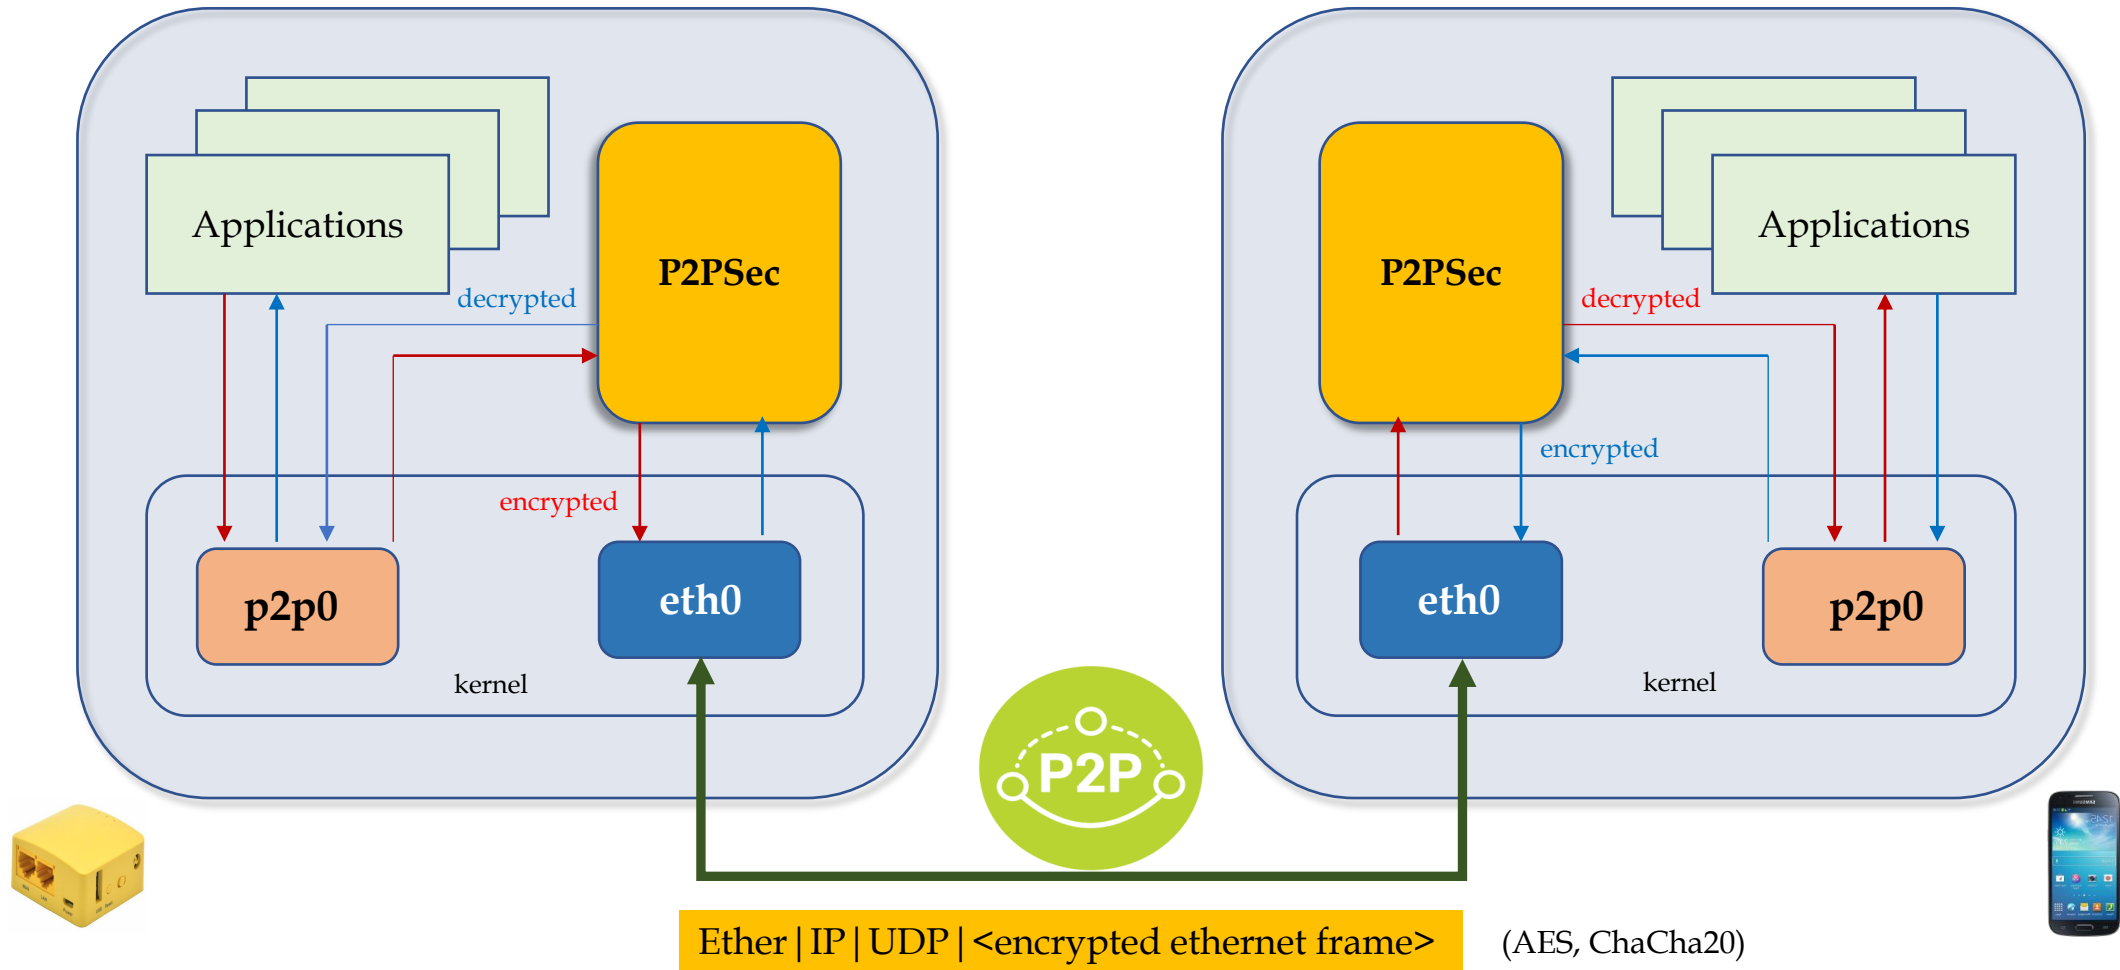 Applications
P2PSec
decrypted
encrypted
p2p0
eth0
kernel
P2PSec
Applications
decrypted
encrypted
eth0
p2p0
kernel
P2P
Ether|IP|UDP|<encrypted ethernet frame>
(AES, ChaCha20)
SAMSUNG